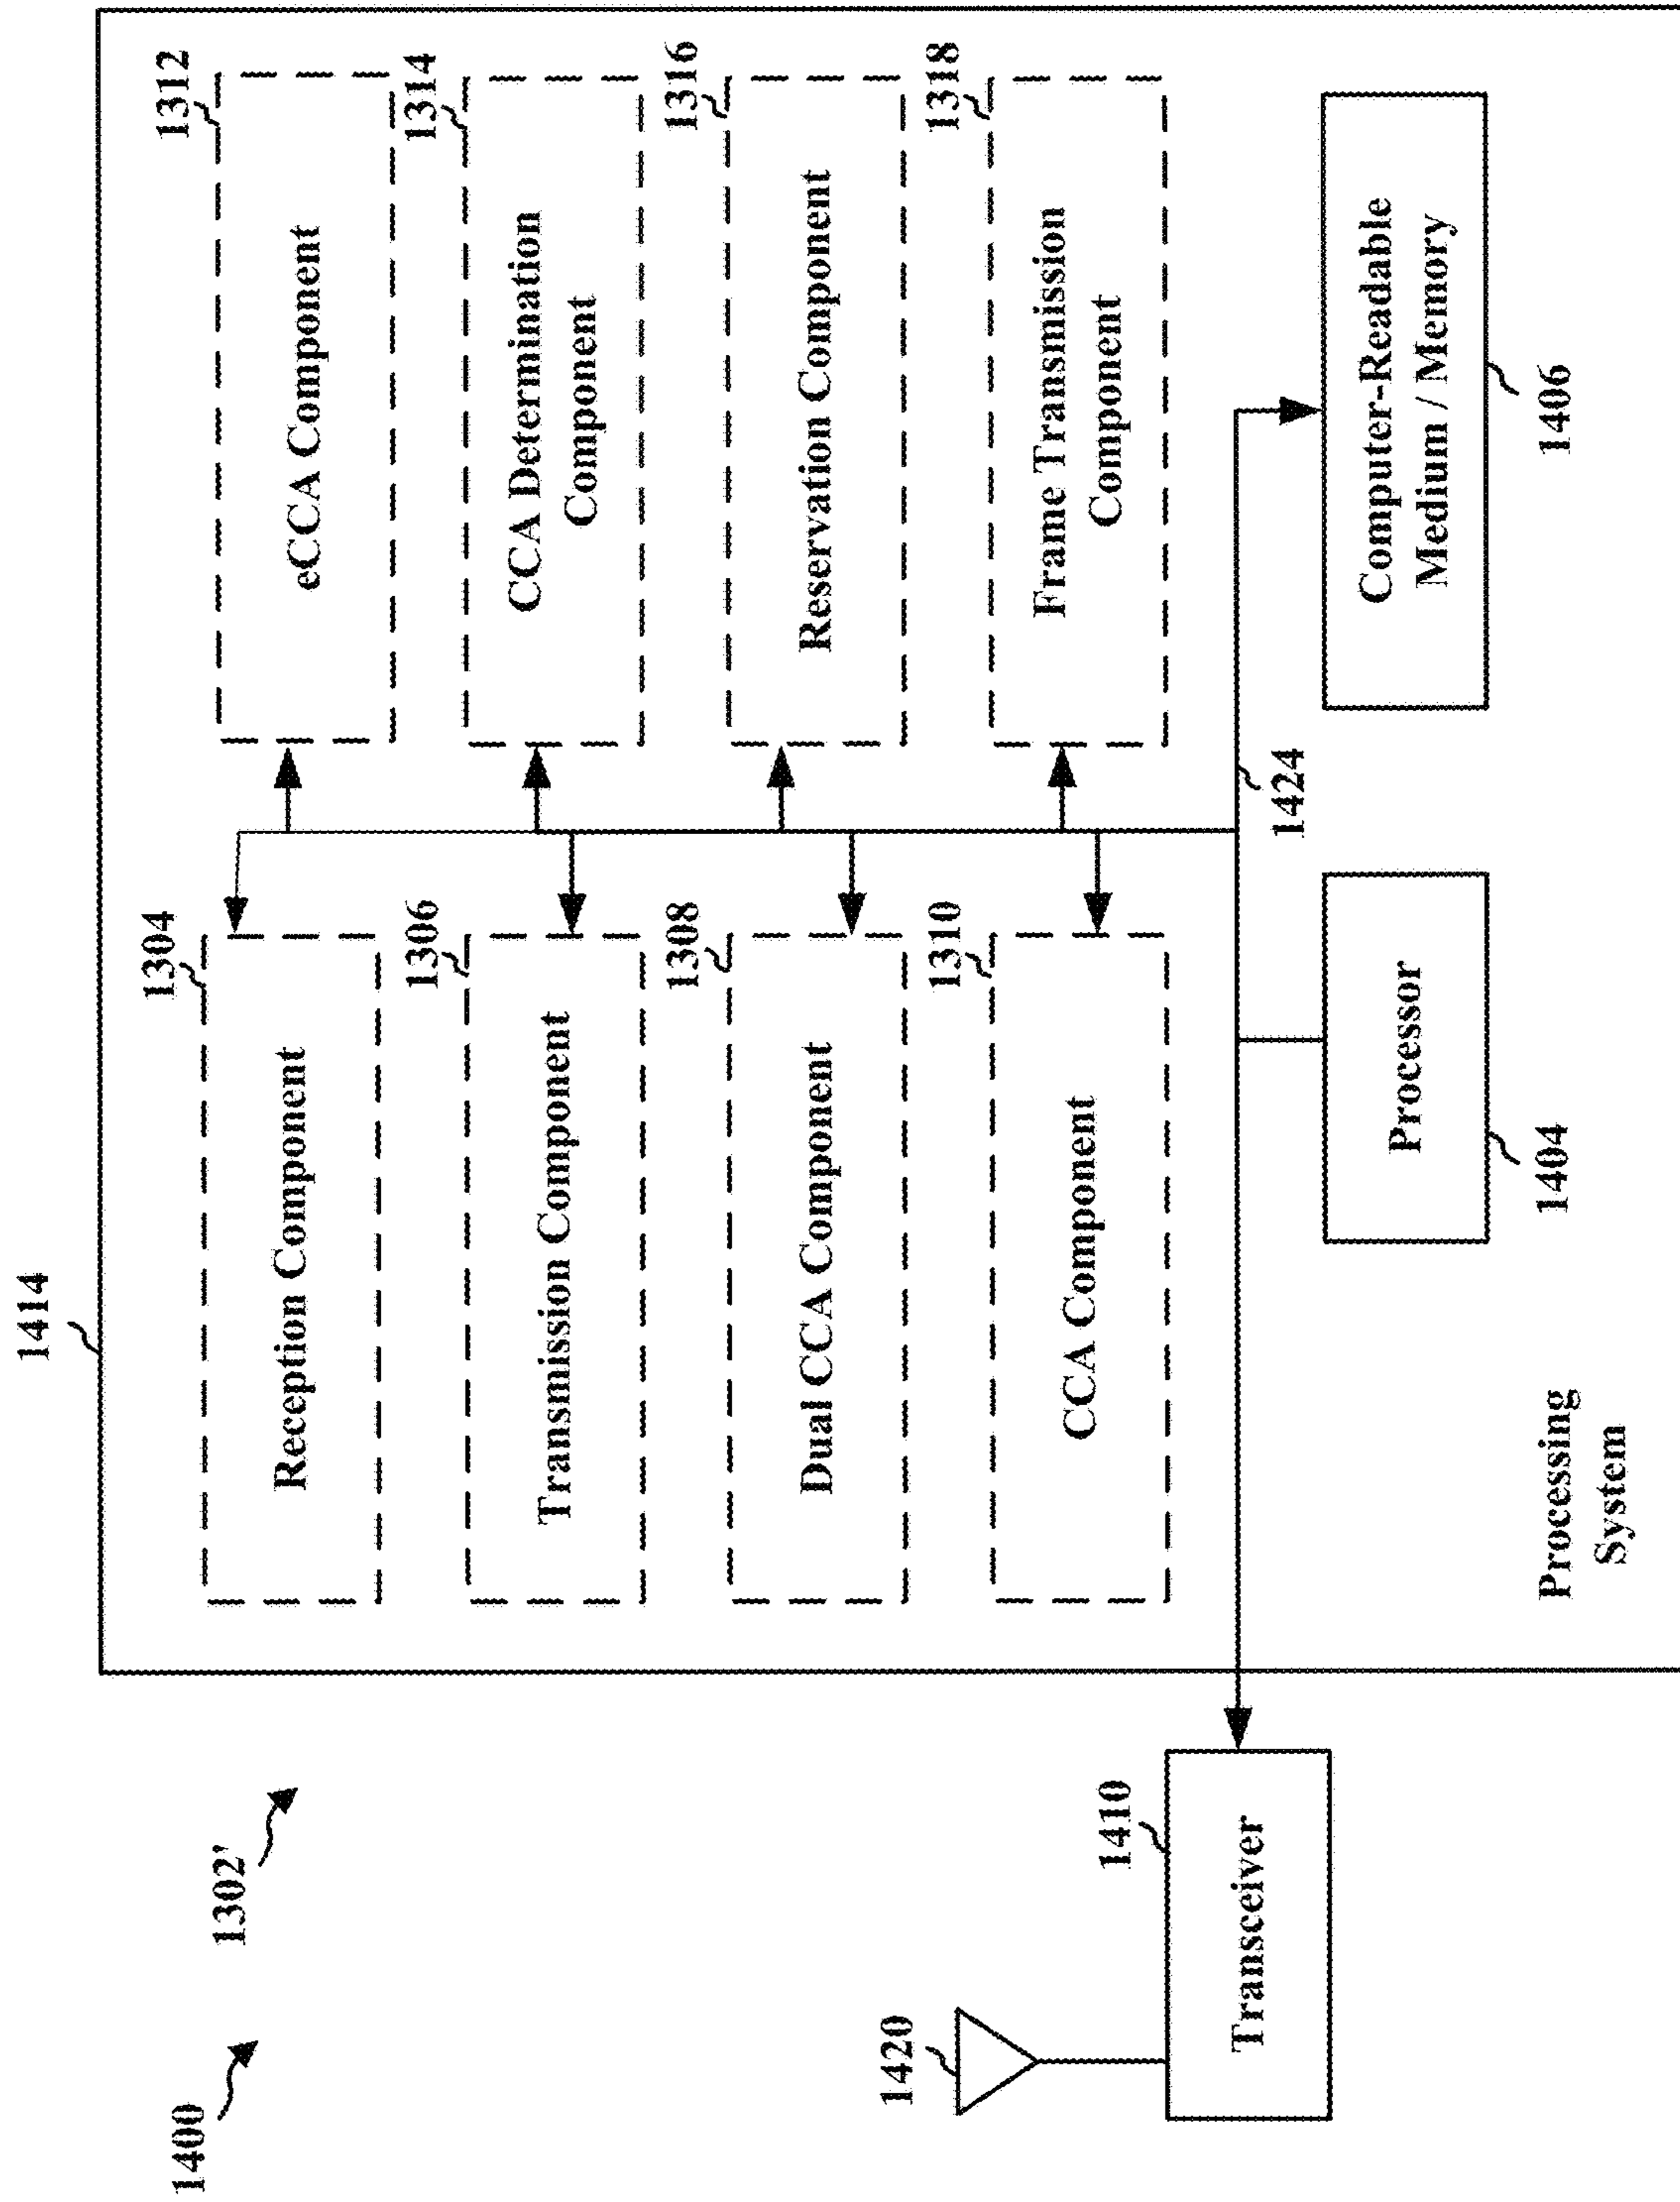 1400
1302'
1414
1304
Reception Component
1312
eCCA Component
1306
Transmission Component
1314
CCA Determination
Component
1308
Dual CCA Component
1316
Reservation Component
1310
CCA Component
1318
Frame Transmission
Component
1420
1410
Transceiver
1424
Processor
1404
Computer-Readable
Medium / Memory
1406
Processing
System